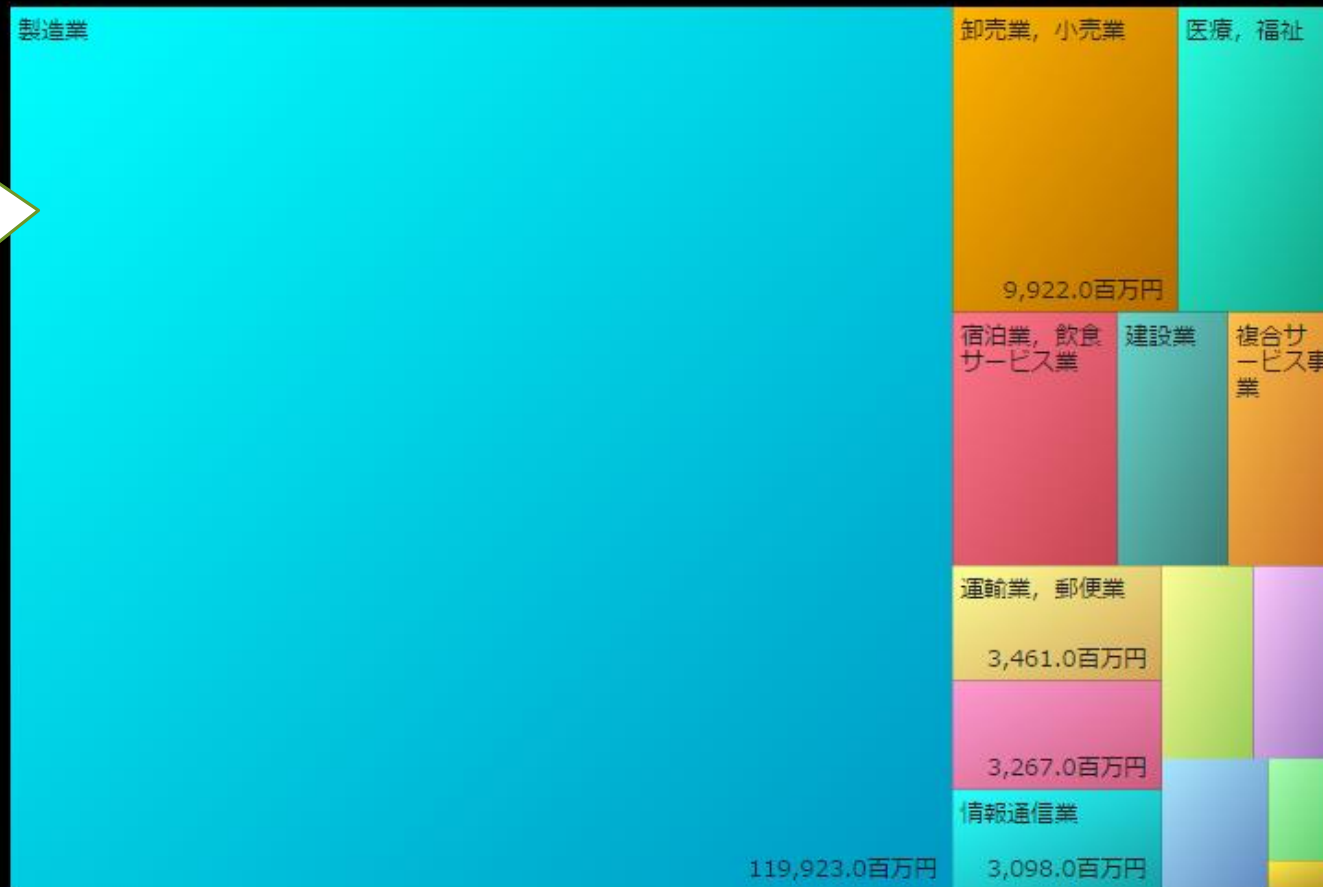 製造業
119,923.0百万円
卸売業，小売業
9,922.0百万円
医療，福祉
宿泊業，飲食
サービス業
建設業
複合サ
ービス事
業
運輸業，郵便業
3,461.0百万円
3,267.0百万円
情報通信業
3,098.0百万円